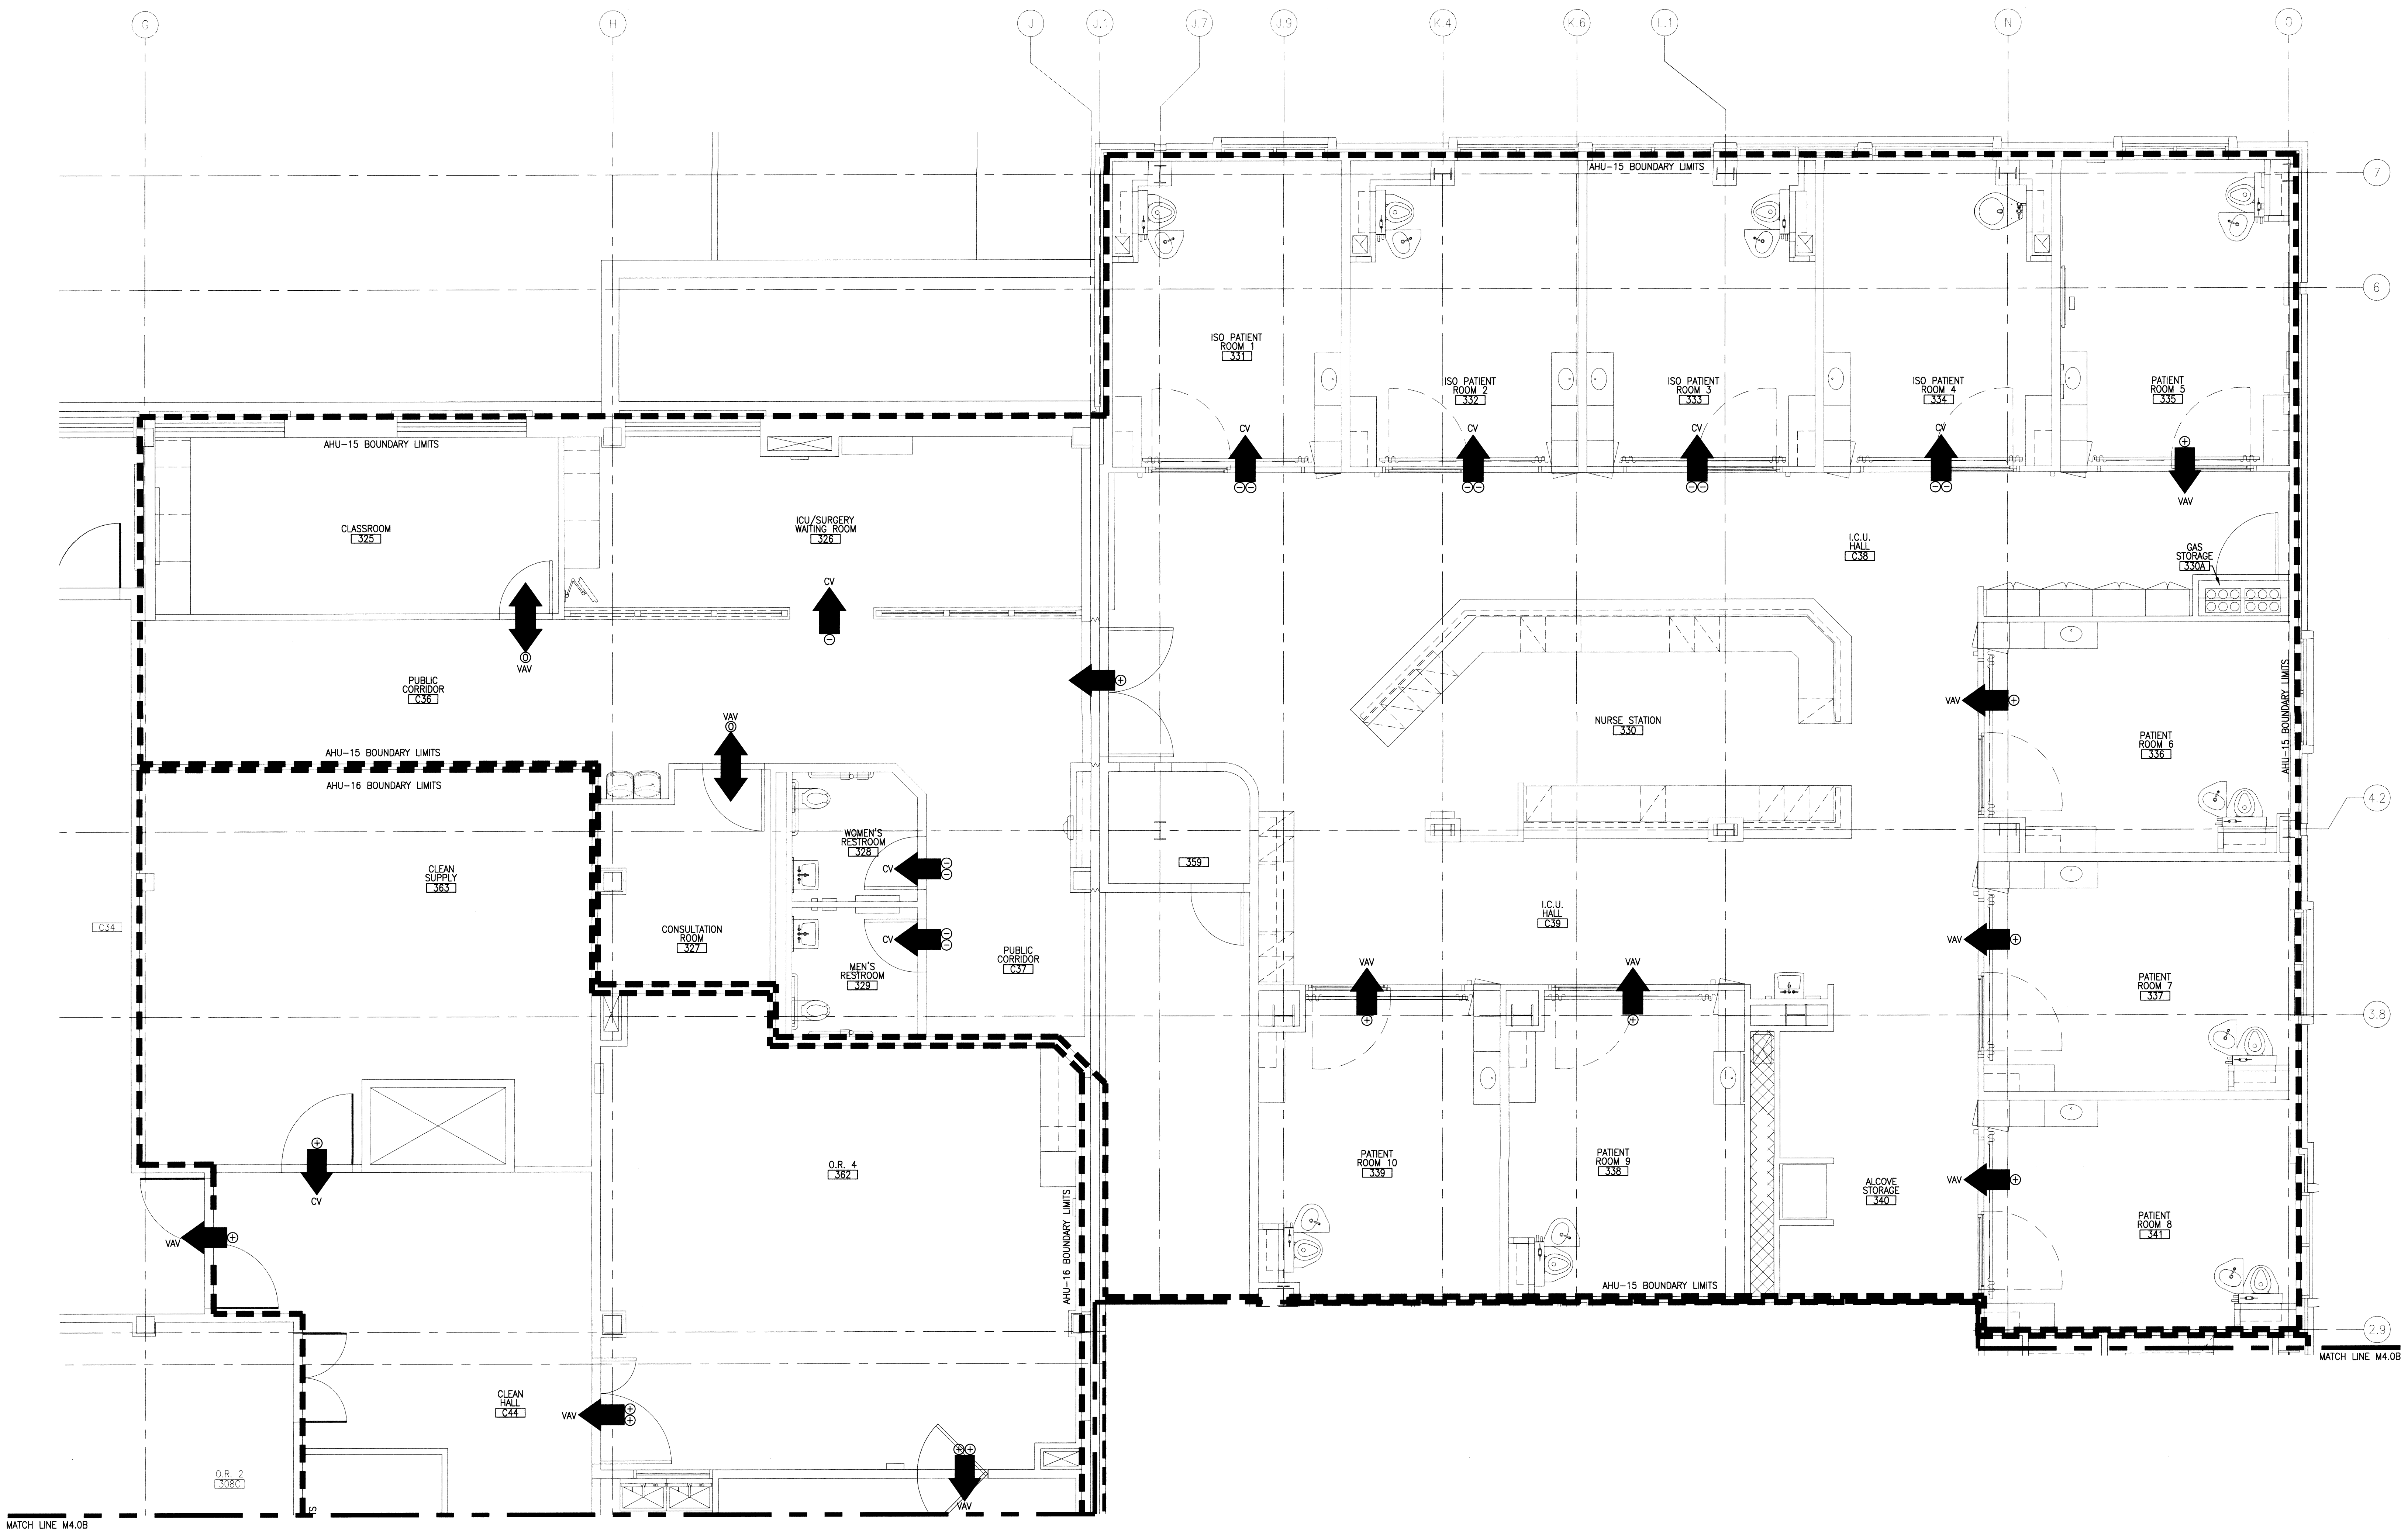 G
H
J
J.1
J.7
J.9
K.4
K.6
L.1
N
O
AHU-15 BOUNDARY LIMITS
7
6
ISO PATIENT
ROOM 1
331
ISO PATIENT
ROOM 2
332
ISO PATIENT
ROOM 3
333
ISO PATIENT
ROOM 4
334
PATIENT
ROOM 5
335
CV
CV
CV
CV
VAV
AHU-15 BOUNDARY LIMITS
CLASSROOM
325
ICU/SURGERY
WAITING ROOM
326
CV
VAV
I.C.U.
HALL
C38
GAS
STORAGE
330A
PUBLIC
CORRIDOR
C36
NURSE STATION
330
VAV
VAV
PATIENT
ROOM 6
336
AHU-15 BOUNDARY LIMITS
AHU-15 BOUNDARY LIMITS
AHU-16 BOUNDARY LIMITS
4.2
WOMEN'S
RESTROOM
328
CV
359
CLEAN
SUPPLY
363
C34
CONSULTATION
ROOM
327
CV
MEN'S
RESTROOM
329
PUBLIC
CORRIDOR
C37
I.C.U.
HALL
C39
VAV
VAV
VAV
PATIENT
ROOM 7
337
3.8
O.R. 4
362
PATIENT
ROOM 10
339
PATIENT
ROOM 9
338
ALCOVE
STORAGE
340
VAV
PATIENT
ROOM 8
341
CV
VAV
AHU-16 BOUNDARY LIMITS
AHU-15 BOUNDARY LIMITS
2.9
MATCH LINE M4.0B
CLEAN
HALL
C44
VAV
O.R. 2
308C
VAV
S
MATCH LINE M4.0B